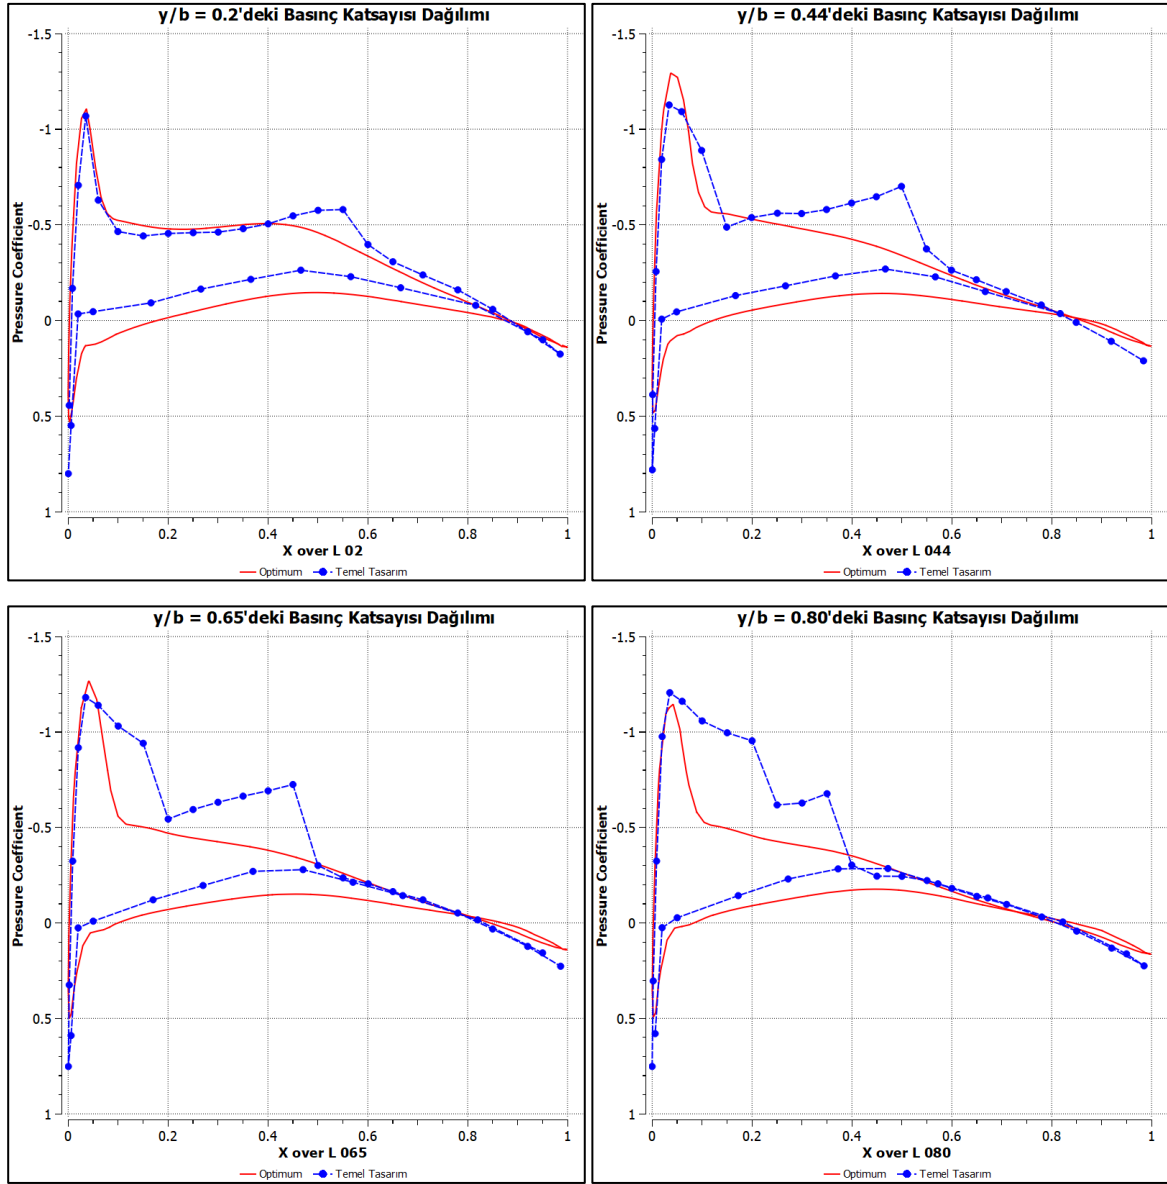 y/b = 0.2'deki Basınç Katsayısı Dağılımı
Pressure Coefficient
-1.5
-1
-0.5
0
0.5
1
0 0.2 0.4 0.6 0.8 1
X over L 02
Optimum Temel Tasarım
y/b = 0.44'deki Basınç Katsayısı Dağılımı
Pressure Coefficient
-1.5
-1
-0.5
0
0.5
1
0 0.2 0.4 0.6 0.8 1
X over L 044
Optimum Temel Tasarım
y/b = 0.65'deki Basınç Katsayısı Dağılımı
Pressure Coefficient
-1.5
-1
-0.5
0
0.5
1
0 0.2 0.4 0.6 0.8 1
X over L 065
Optimum Temel Tasarım
y/b = 0.80'deki Basınç Katsayısı Dağılımı
Pressure Coefficient
-1.5
-1
-0.5
0
0.5
1
0 0.2 0.4 0.6 0.8 1
X over L 080
Optimum Temel Tasarım